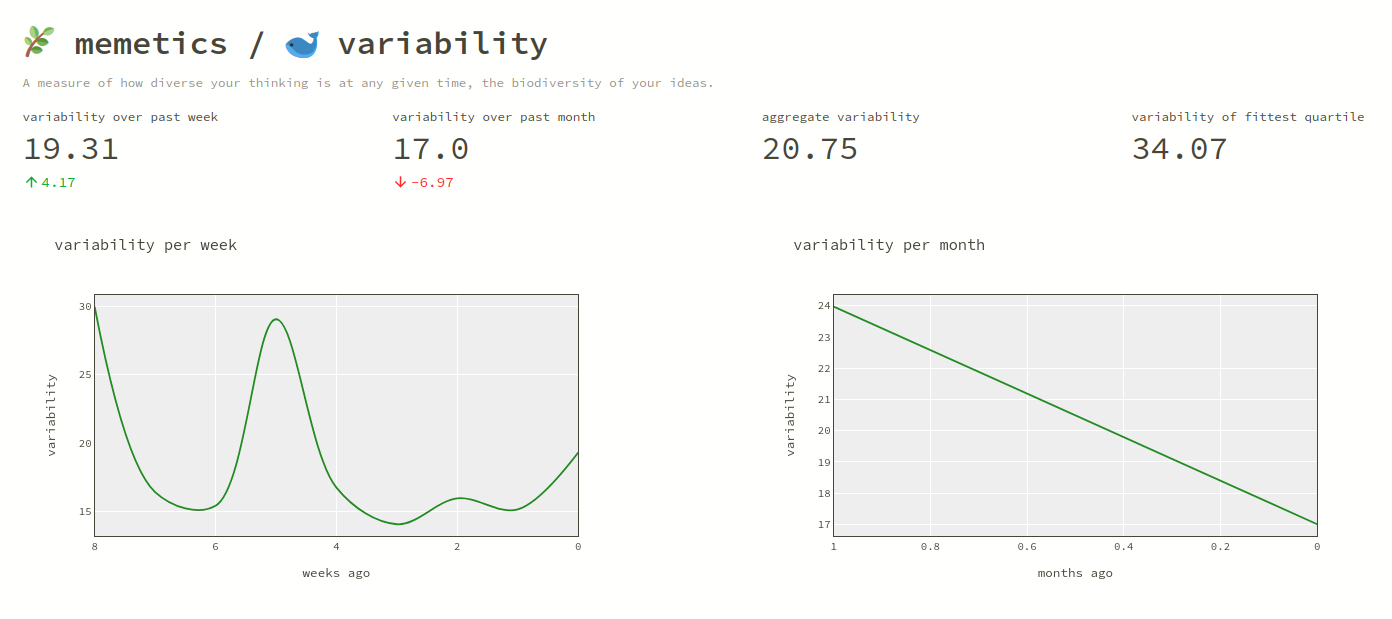 memetics / variability
A measure of how diverse your thinking is at any given time, the biodiversity of your ideas.
variability over past week
19.31
4.17
variability over past month
17.0
-6.97
aggregate variability
20.75
variability of fittest quartile
34.07
variability per week
30
25
20
15
variability
8 6 4 2 0
weeks ago
variability per month
24
23
22
21
20
19
18
17
variability
1 0.8 0.6 0.4 0.2 0
months ago